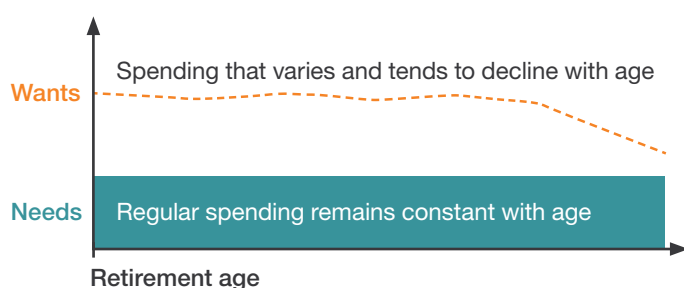 Spending that varies and tends to decline with age
Wants
Needs
Regular spending remains constant with age
Retirement age